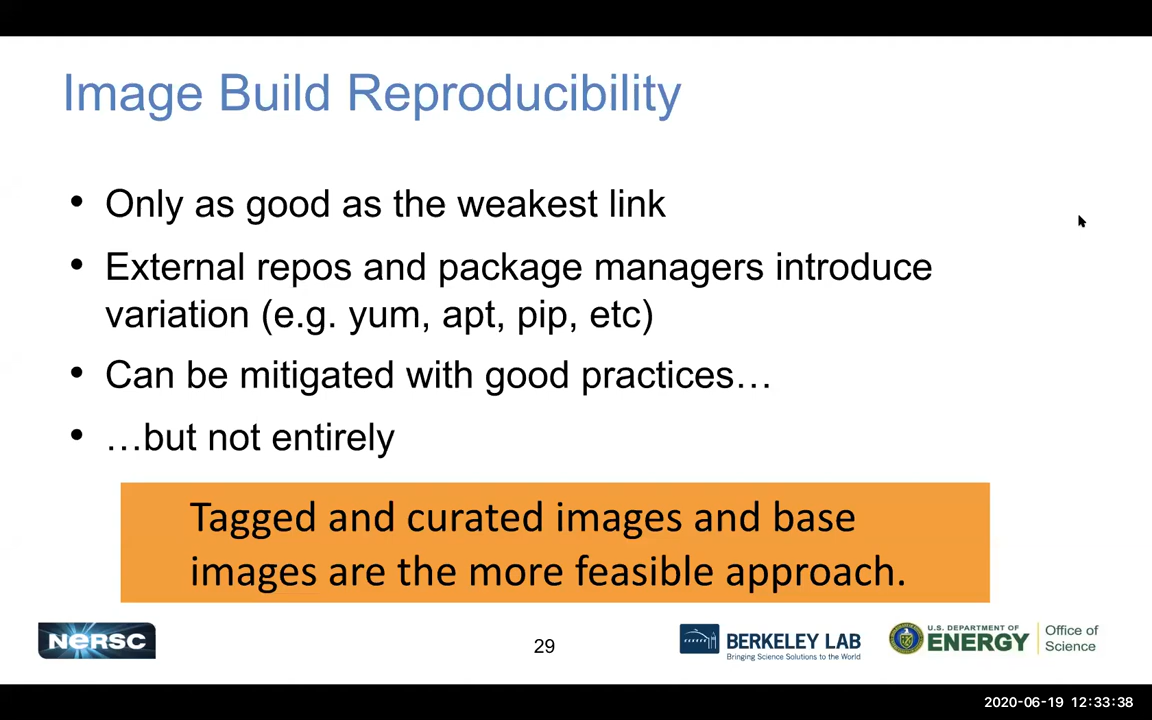 Image Build Reproducibility
• Only as good as the weakest link
• External repos and package managers introduce
variation (e.g. yum, apt, pip, etc)
• Can be mitigated with good practices…
• …but not entirely
Tagged and curated images and base
images are the more feasible approach.
NERSC
29
BERKELEY LAB
Bringing Science Solutions to the World
U.S. DEPARTMENT OF
ENERGY
Office of
Science
2020-06-19 12:33:38